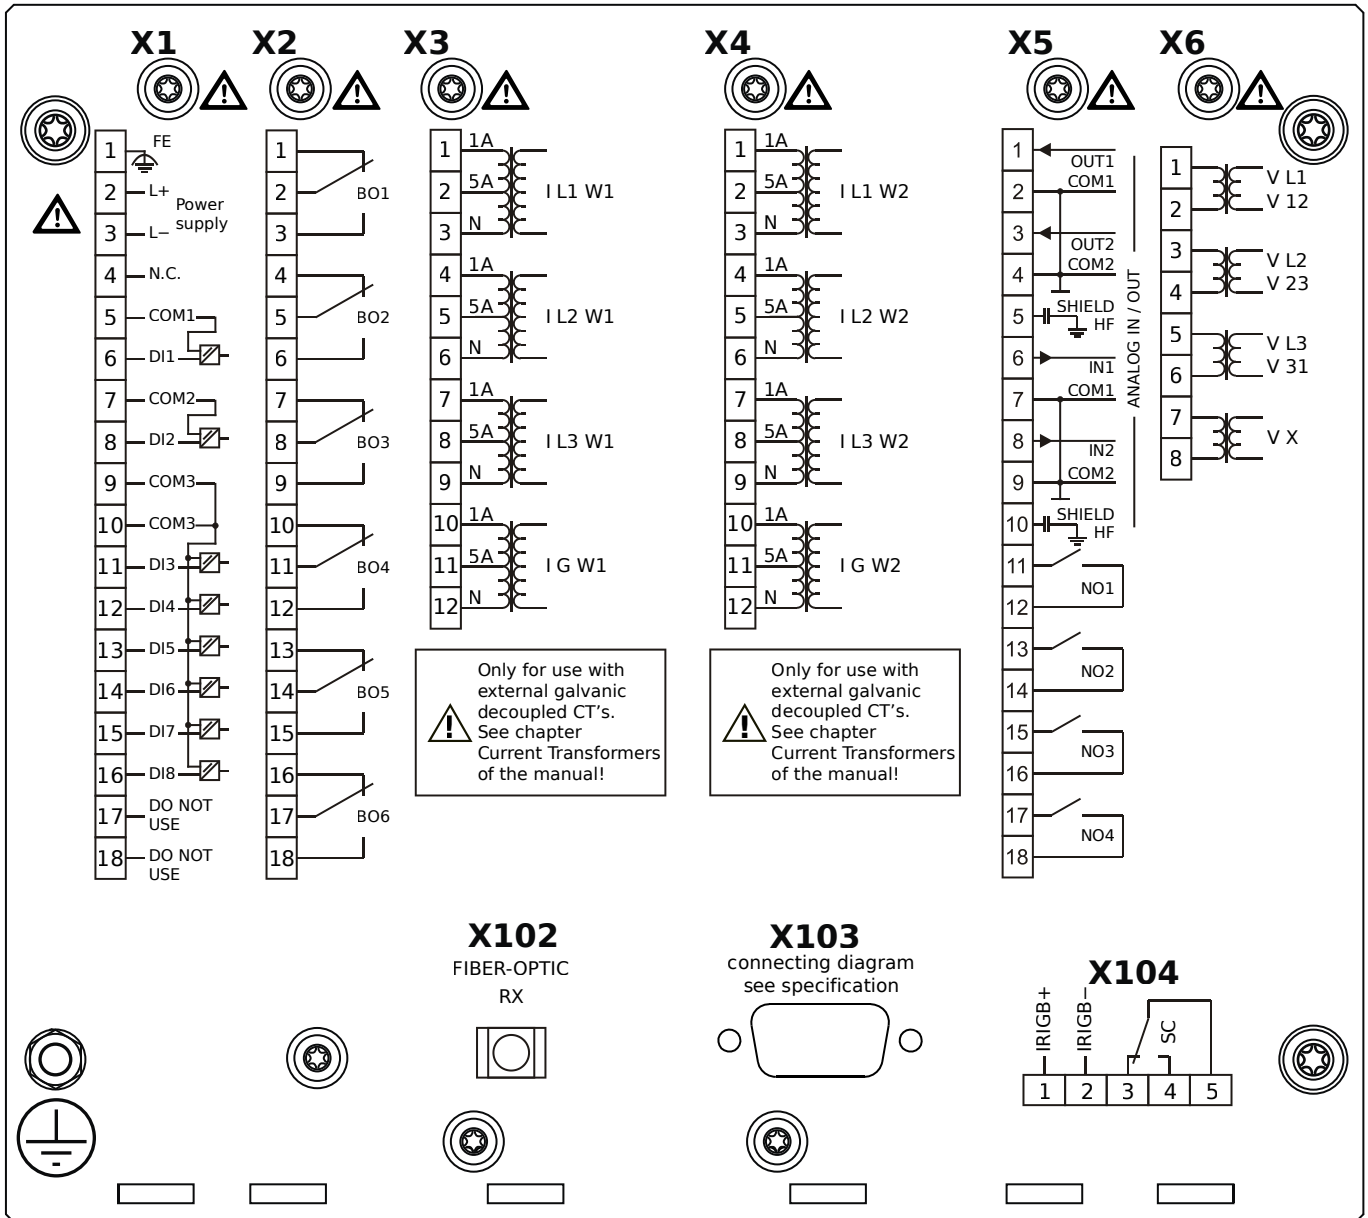 X1
1 FE
2 L+
Power
supply
3 L−
4 N.C.
5 COM1
6 DI1
7 COM2
8 DI2
9 COM3
10 COM3
11 DI3
12 DI4
13 DI5
14 DI6
15 DI7
16 DI8
17 DO NOT
USE
18 DO NOT
USE
X2
1
2 BO1
3
4
5 BO2
6
7
8 BO3
9
10
11 BO4
12
13
14 BO5
15
16
17 BO6
18
X3
1 1A
2 5A I L1 W1
3 N
4 1A
5 5A I L2 W1
6 N
7 1A
8 5A I L3 W1
9 N
10 1A
11 5A I G W1
12 N
Only for use with
external galvanic
decoupled CT's.
See chapter
Current Transformers
of the manual!
X4
1 1A
2 5A I L1 W2
3 N
4 1A
5 5A I L2 W2
6 N
7 1A
8 5A I L3 W2
9 N
10 1A
11 5A I G W2
12 N
Only for use with
external galvanic
decoupled CT's.
See chapter
Current Transformers
of the manual!
X5
1 OUT1
2 COM1
3 OUT2
4 COM2
5 SHIELD
HF
6 IN1
7 COM1
8 IN2
9 COM2
10 SHIELD
HF
ANALOG IN / OUT
11
NO1
12
13
NO2
14
15
NO3
16
17
NO4
18
X6
1 V L1
2 V 12
3 V L2
4 V 23
5 V L3
6 V 31
7
V X
8
X102
FIBER-OPTIC
RX
X103
connecting diagram
see specification
X104
IRIGB+
IRIGB−
SC
1 2 3 4 5